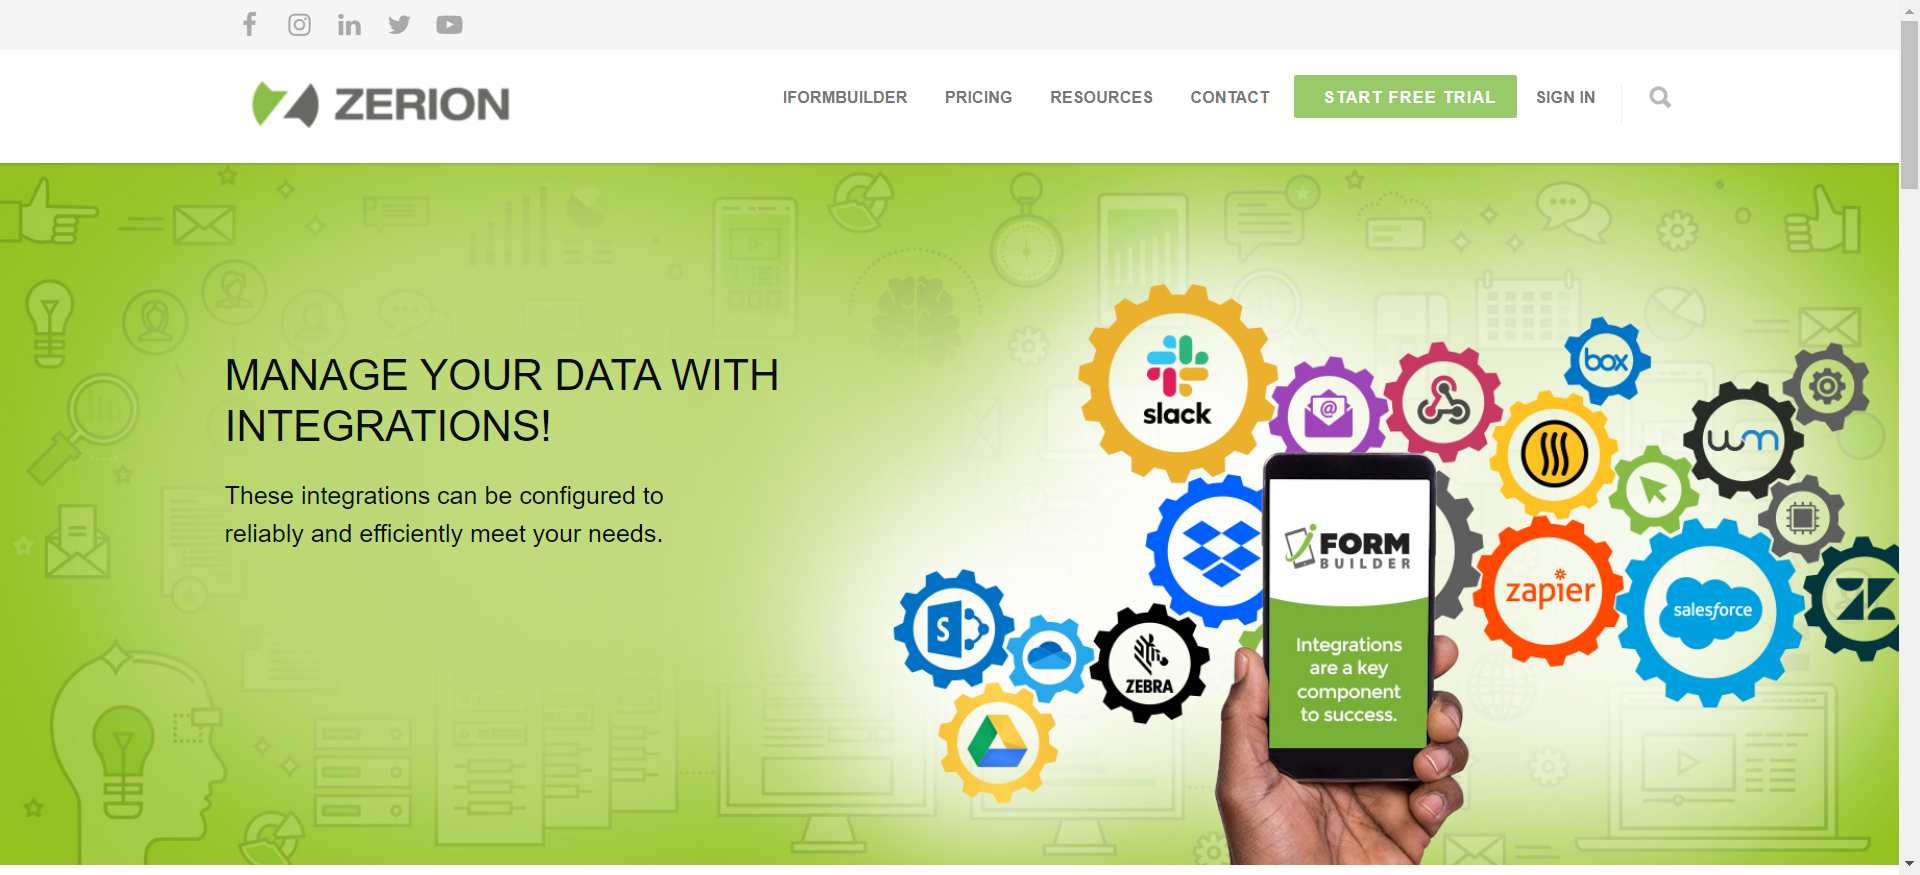 ZERION
IFORMBUILDER PRICING RESOURCES CONTACT START FREE TRIAL SIGN IN
MANAGE YOUR DATA WITH
INTEGRATIONS!
These integrations can be configured to
reliably and efficiently meet your needs.
slack
@
box
wm
iFORM
BUILDER
Integrations
are a key
component
to success.
zapier
salesforce
S
ZEBRA